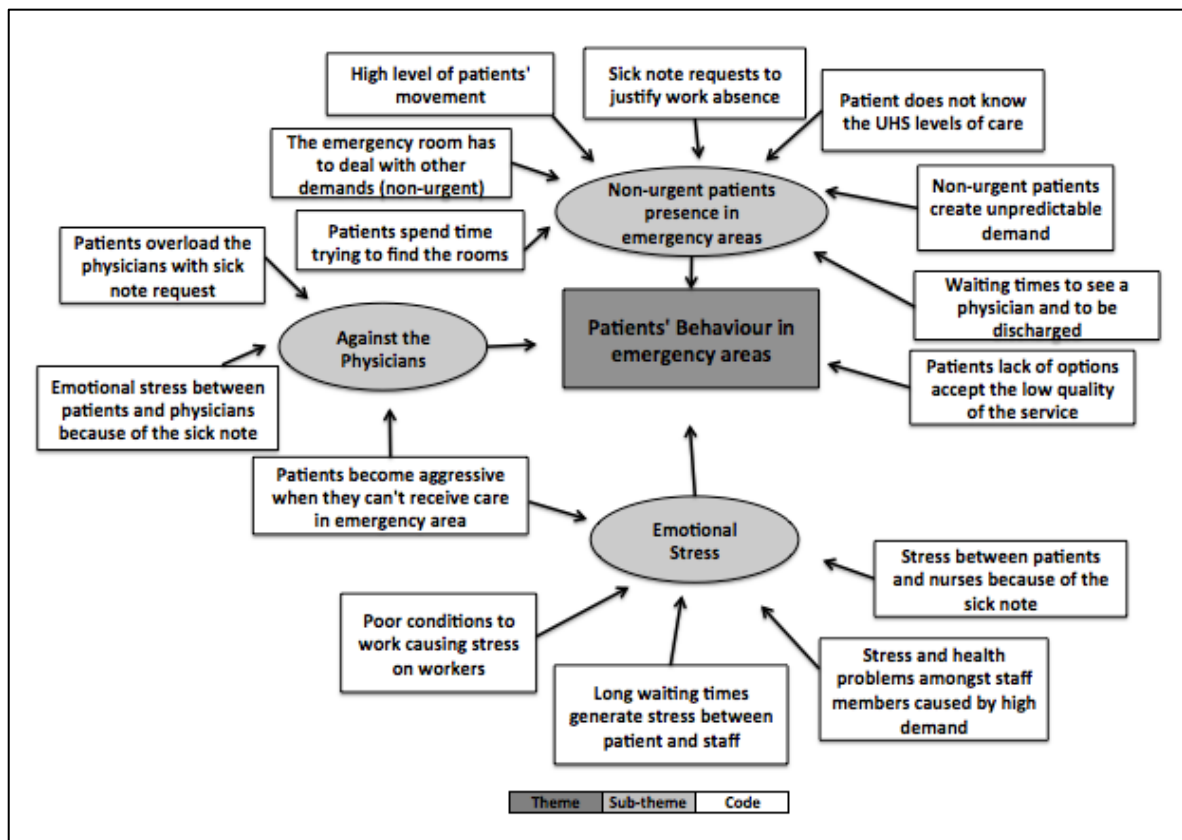 High level of patients'
movement
Sick note requests to
justify work absence
Patient does not know
the UHS levels of care
The emergency room has
to deal with other
demands (non-urgent)
Non-urgent patients
presence in
emergency areas
Non-urgent patients
create unpredictable
demand
Patients spend time
trying to find the rooms
Patients overload the
physicians with sick
note request
Waiting times to see a
physician and to be
discharged
Against the
Physicians
Patients' Behaviour in
emergency areas
Patients lack of options
accept the low quality
of the service
Emotional stress between
patients and physicians
because of the sick note
Patients become aggressive
when they can't receive care
in emergency area
Emotional
Stress
Stress between patients
and nurses because of the
sick note
Poor conditions to
work causing stress
on workers
Long waiting times
generate stress between
patient and staff
Stress and health
problems amongst staff
members caused by high
demand
Theme Sub-theme Code